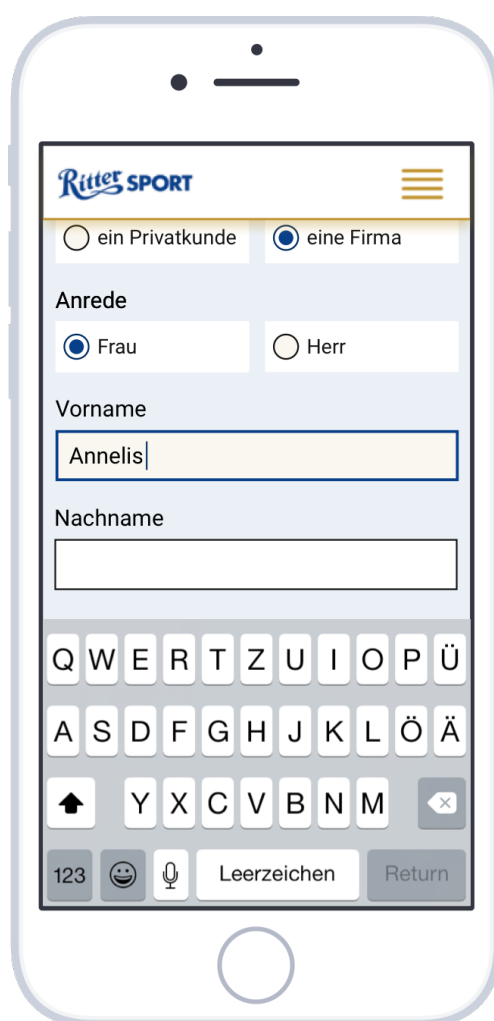 Ritter SPORT
ein Privatkunde eine Firma
Anrede
Frau Herr
Vorname
Annelis
Nachname
Q W E R T Z U I O P Ü
A S D F G H J K L Ö Ä
Y X C V B N M
123 Leerzeichen Return